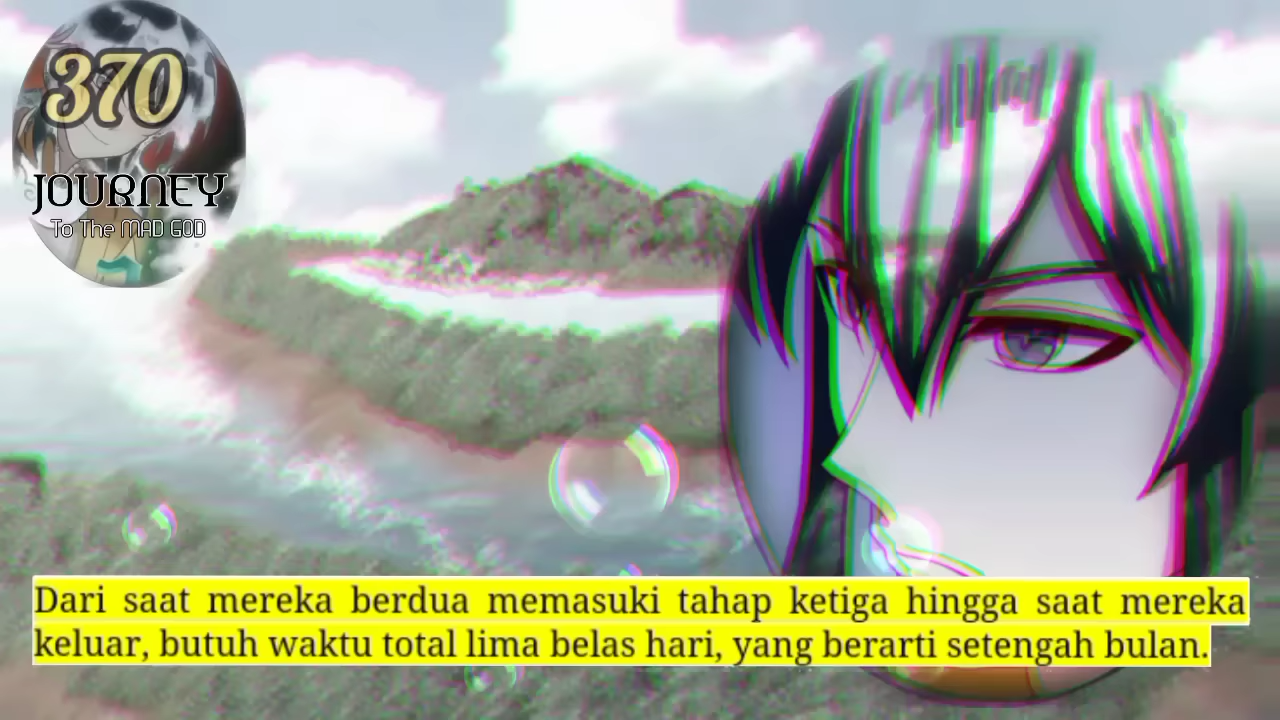 370
JOURNEY
To The MAD GOD
Dari saat mereka berdua memasuki tahap ketiga hingga saat mereka
keluar, butuh waktu total lima belas hari, yang berarti setengah bulan.